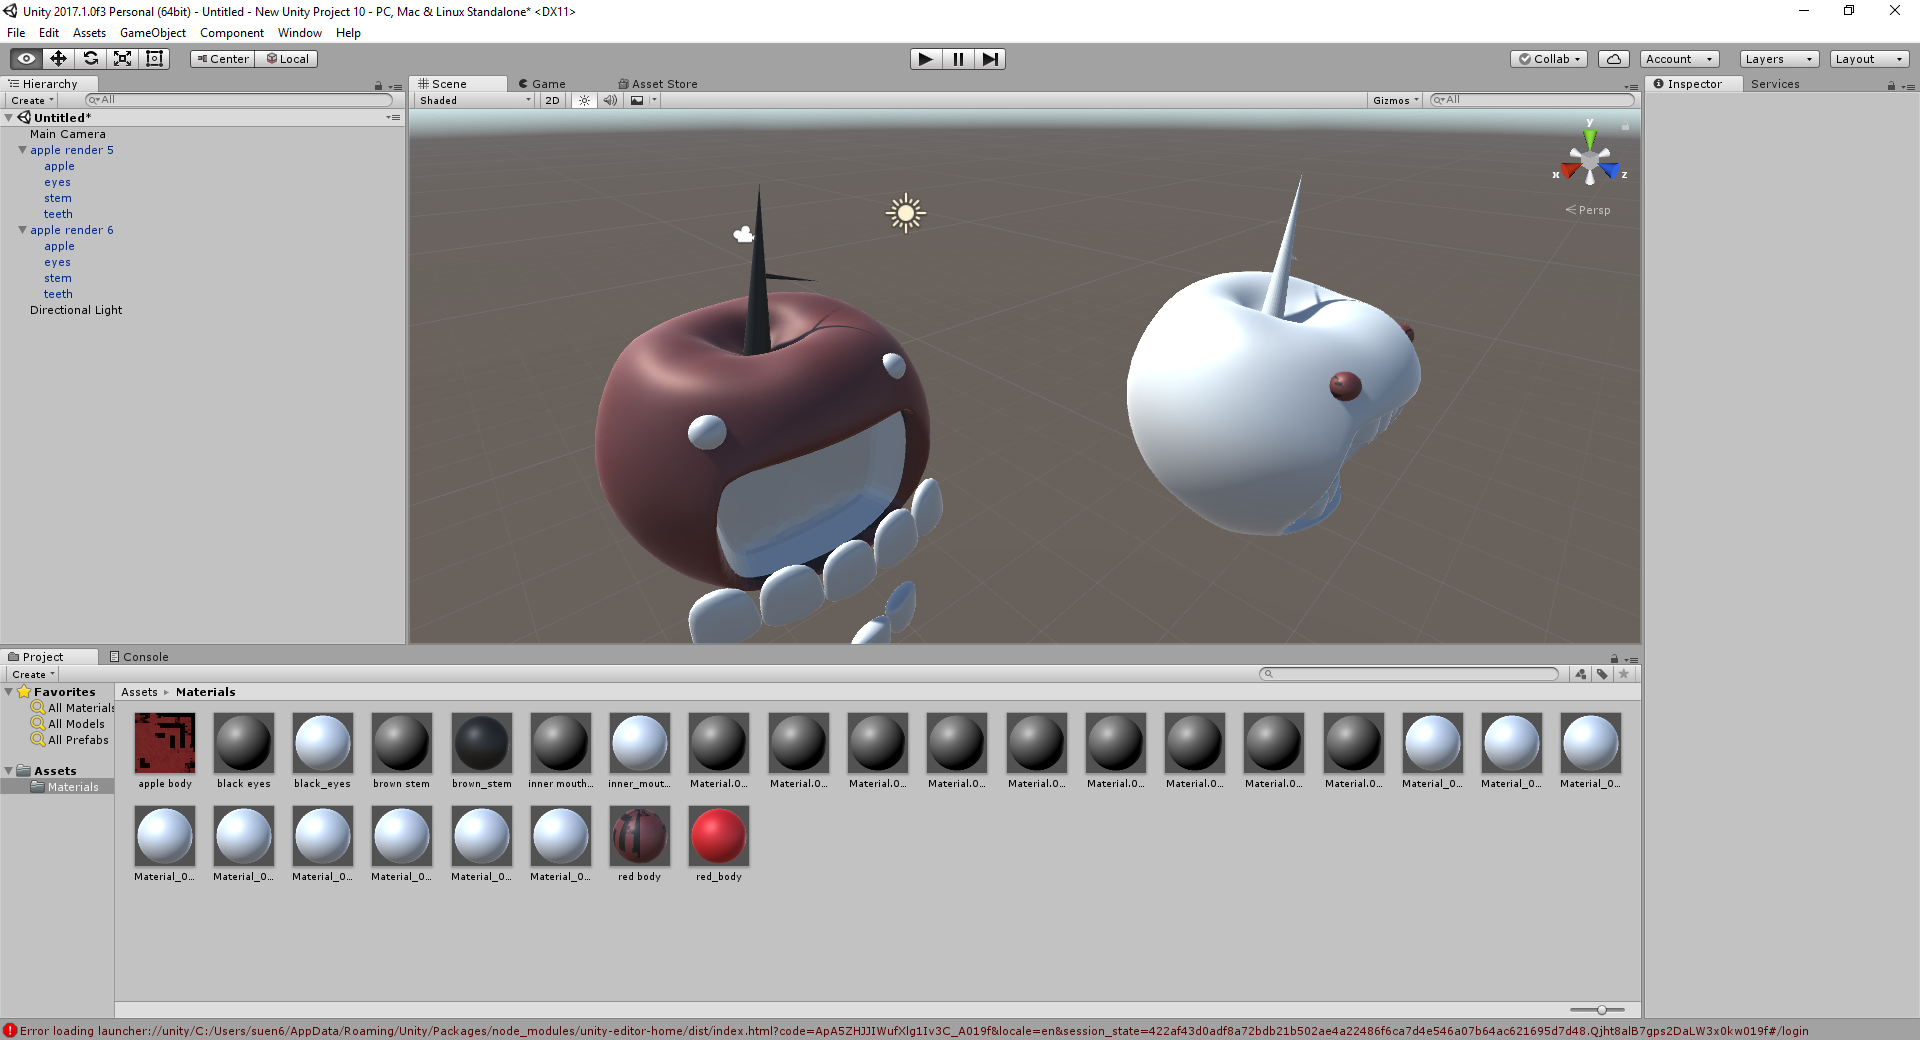 Unity 2017.1.0f3 Personal (64bit) - Untitled - New Unity Project 10 - PC, Mac & Linux Standalone* <DX11>
File Edit Assets GameObject Component Window Help
Center Local Collab Account Layers Layout
Hierarchy
Create All
Untitled*
Main Camera
apple render 5
apple
eyes
stem
teeth
apple render 6
apple
eyes
stem
teeth
Directional Light
Scene Game Asset Store
Shaded 2D Gizmos All
y
x z
Persp
Inspector Services
Project Console
Create
Favorites
All Materials
All Models
All Prefabs
Assets
Materials
Assets Materials
apple body black eyes black_eyes brown stem brown_stem inner mouth... inner_mout... Material.0... Material.0... Material.0... Material.0... Material.0... Material.0... Material.0... Material.0... Material.0... Material_0... Material_0... Material_0...
Material_0... Material_0... Material_0... Material_0... Material_0... Material_0... red body red_body
Error loading launcher://unity/C:/Users/suen6/AppData/Roaming/Unity/Packages/node_modules/unity-editor-home/dist/index.html?code=ApA5ZHJJIWufXlg1Iv3C_A019f&locale=en&session_state=422af43d0adf8a72bdb21b502ae4a22486f6ca7d4e546a07b64ac621695d7d48.Qjht8alB7gps2DaLW3x0kw019f#/login